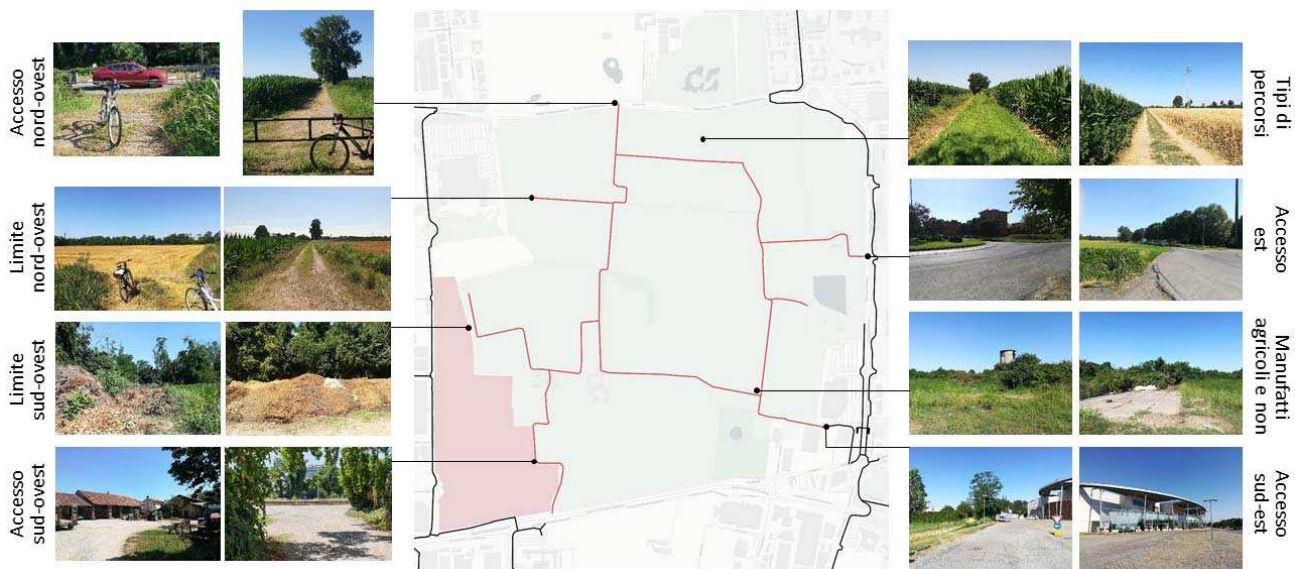 Accesso
nord-ovest
Limite
nord-ovest
Limite
sud-ovest
Accesso
sud-ovest
Tipi di
percorsi
Accesso
est
Manufatti
agricoli e non
Accesso
sud-est